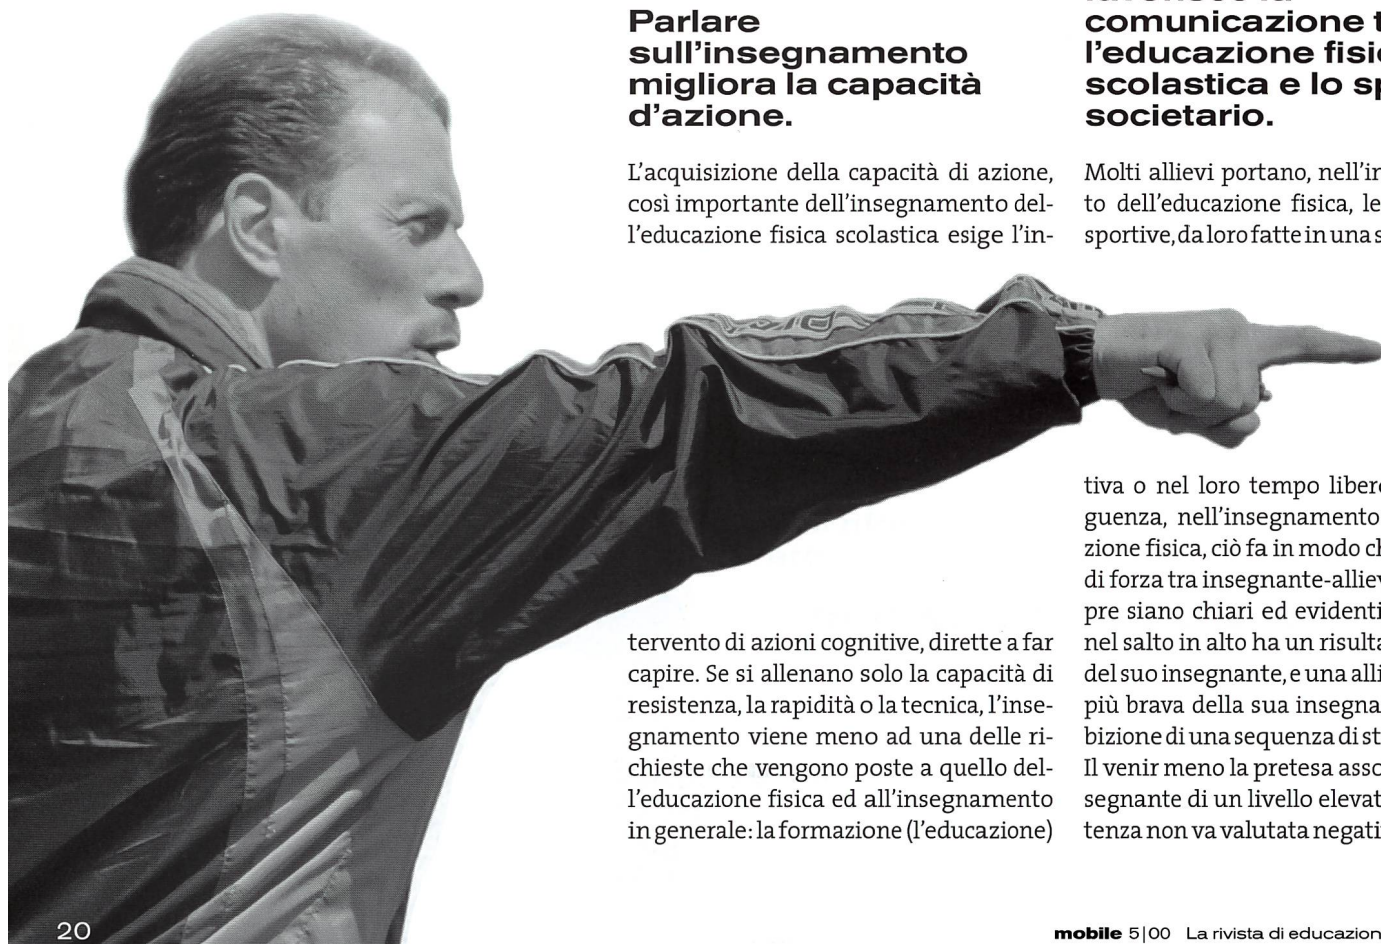 Parlare
sull'insegnamento
migliora la capacità
d'azione.
L'acquisizione della capacità di azione,
così importante dell'insegnamento del-
l'educazione fisica scolastica esige l'in-
tervento di azioni cognitive, dirette a far
capire. Se si allenano solo la capacità di
resistenza, la rapidità o la tecnica, l'inse-
gnamento viene meno ad una delle ri-
chieste che vengono poste a quello del-
l'educazione fisica ed all'insegnamento
in generale: la formazione (l'educazione)
comunicazione t
l'educazione fisi
scolastica e lo sp
societario.
Molti allievi portano, nell'in
to dell'educazione fisica, le
sportive, da loro fatte in una s
tiva o nel loro tempo liber
guenza, nell'insegnamento
zione fisica, ciò fa in modo ch
di forza tra insegnante-alliev
pre siano chiari ed evidenti
nel salto in alto ha un risulta
del suo insegnante, e una alli
più brava della sua insegna
bizione di una sequenza di st
Il venir meno la pretesa asso
segnante di un livello elevat
tenza non va valutata negati
20
mobile 5|00 La rivista di educazion